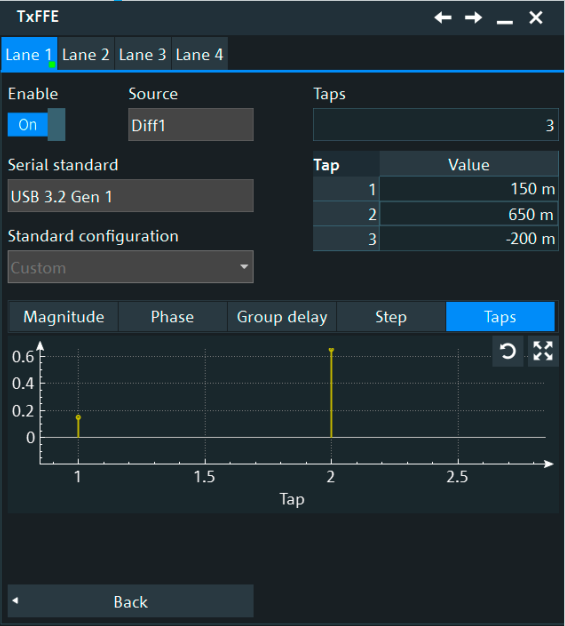 TxFFE
Lane 1 Lane 2 Lane 3 Lane 4
Enable Source Taps
On Diff1 3
Serial standard Tap Value
USB 3.2 Gen 1 1 150 m
2 650 m
Standard configuration 3 -200 m
Custom
Magnitude Phase Group delay Step Taps
0.6
0.4
0.2
0
1 1.5 2 2.5
Tap
Back